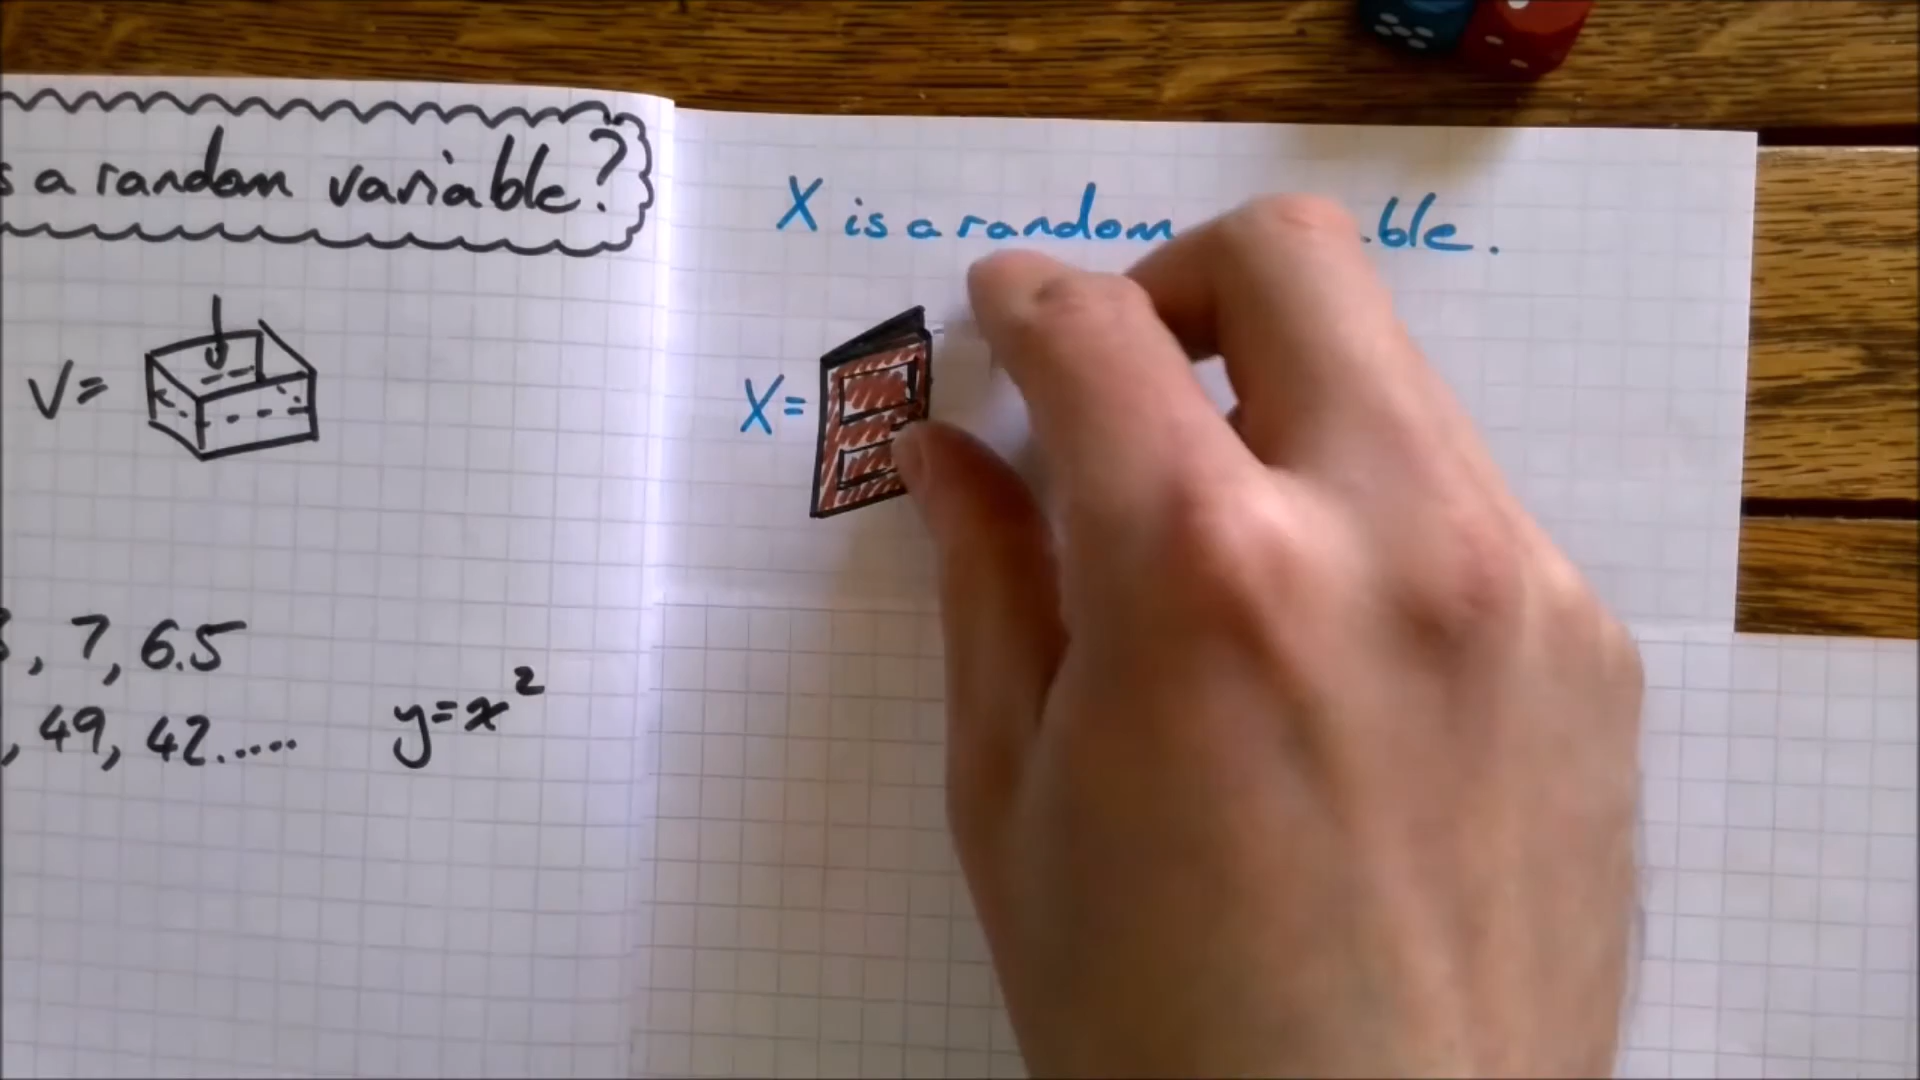 s a random variable?
V=
, 7, 6.5
, 49, 42.....
y=x²
X is a random ble.
X=